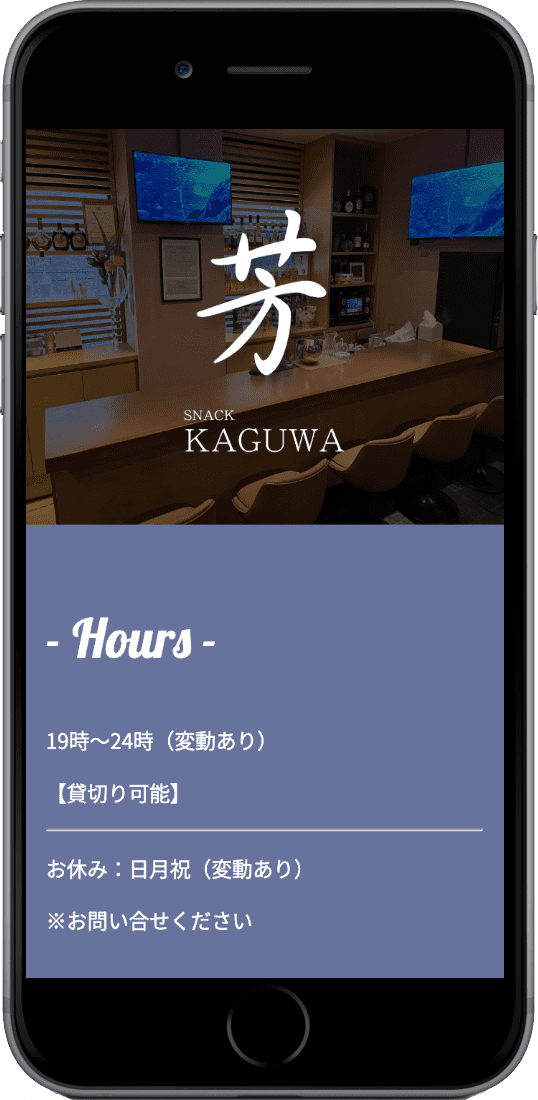 芳
SNACK
KAGUWA
- Hours -
19時〜24時（変動あり）
【貸切り可能】
お休み：日月祝（変動あり）
※お問い合せください